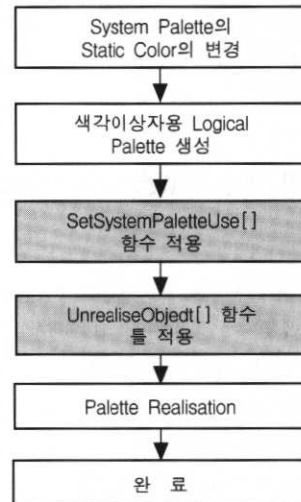 System Palette의
Static Color의 변경
색각이상자용 Logical
Palette 생성
SetSystemPaletteUse[]
함수 적용
UnrealiseObjedt[] 함수
틀 적용
Palette Realisation
완 료